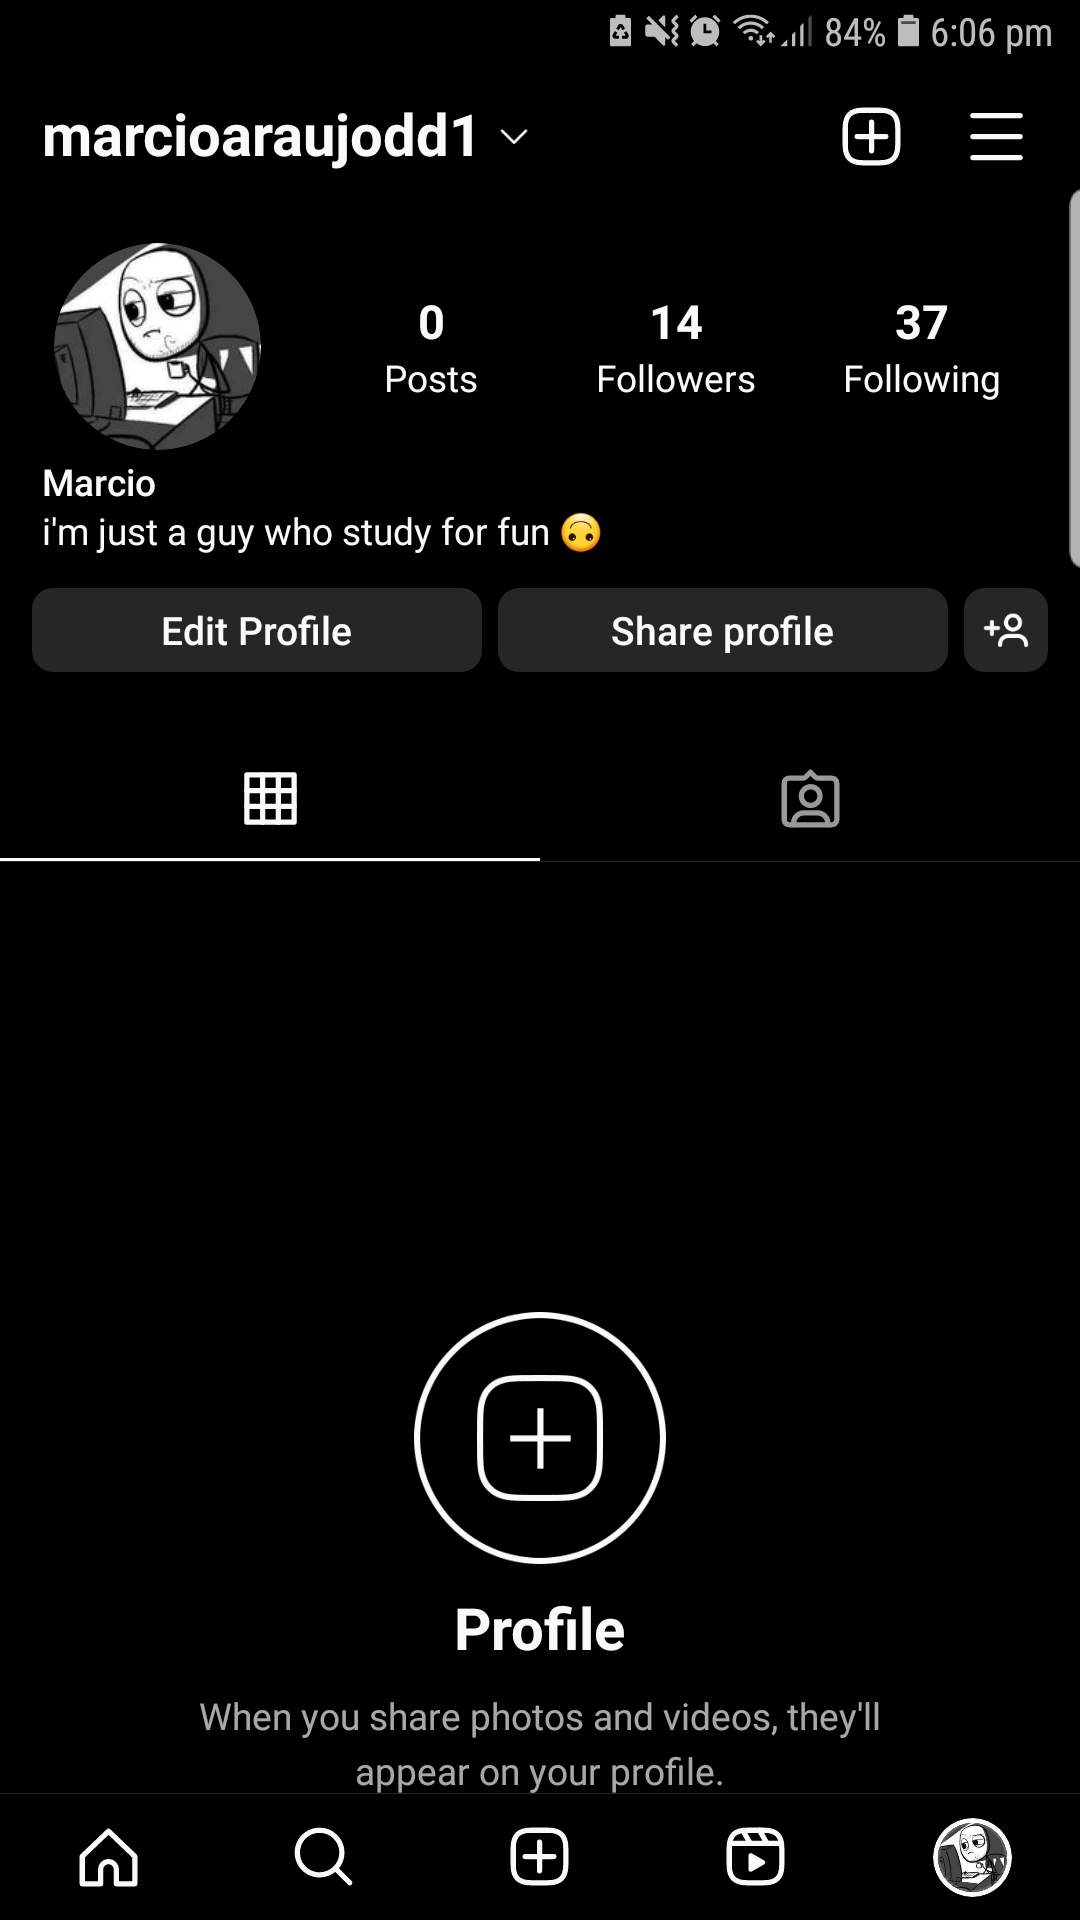 84% 6:06 pm
marcioaraujodd1
0 14 37
Posts Followers Following
Marcio
i'm just a guy who study for fun 🙃
Edit Profile Share profile
Profile
When you share photos and videos, they'll
appear on your profile.